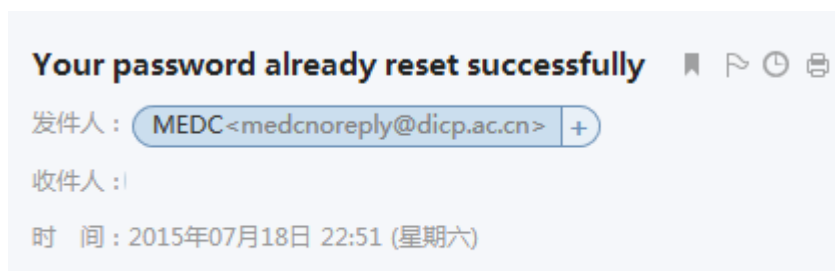 Your password already reset successfully
发件人：MEDC<medcnoreply@dicp.ac.cn> +
收件人：
时　间：2015年07月18日 22:51 (星期六)